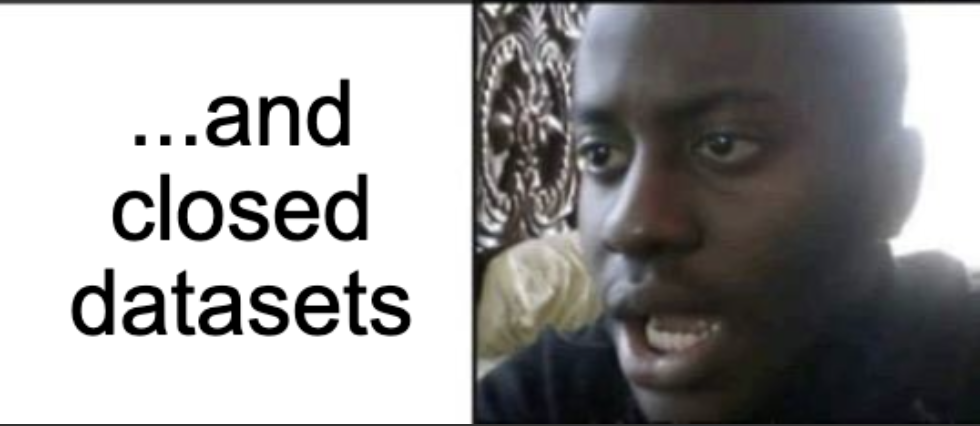 ...and
closed
datasets